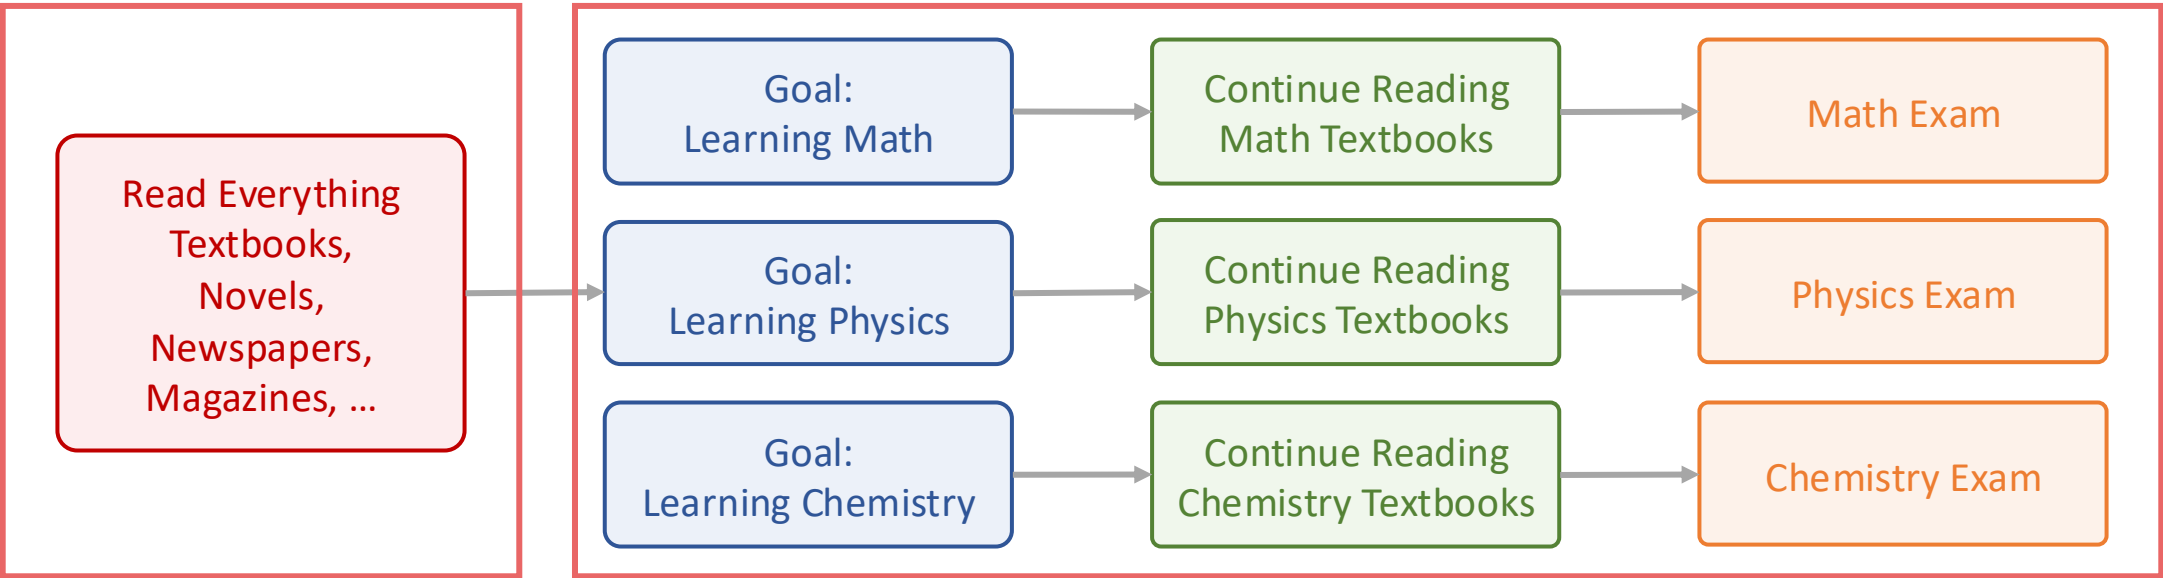 Read Everything
Textbooks,
Novels,
Newspapers,
Magazines, ...
Goal:
Learning Math
Continue Reading
Math Textbooks
Math Exam
Goal:
Learning Physics
Continue Reading
Physics Textbooks
Physics Exam
Goal:
Learning Chemistry
Continue Reading
Chemistry Textbooks
Chemistry Exam